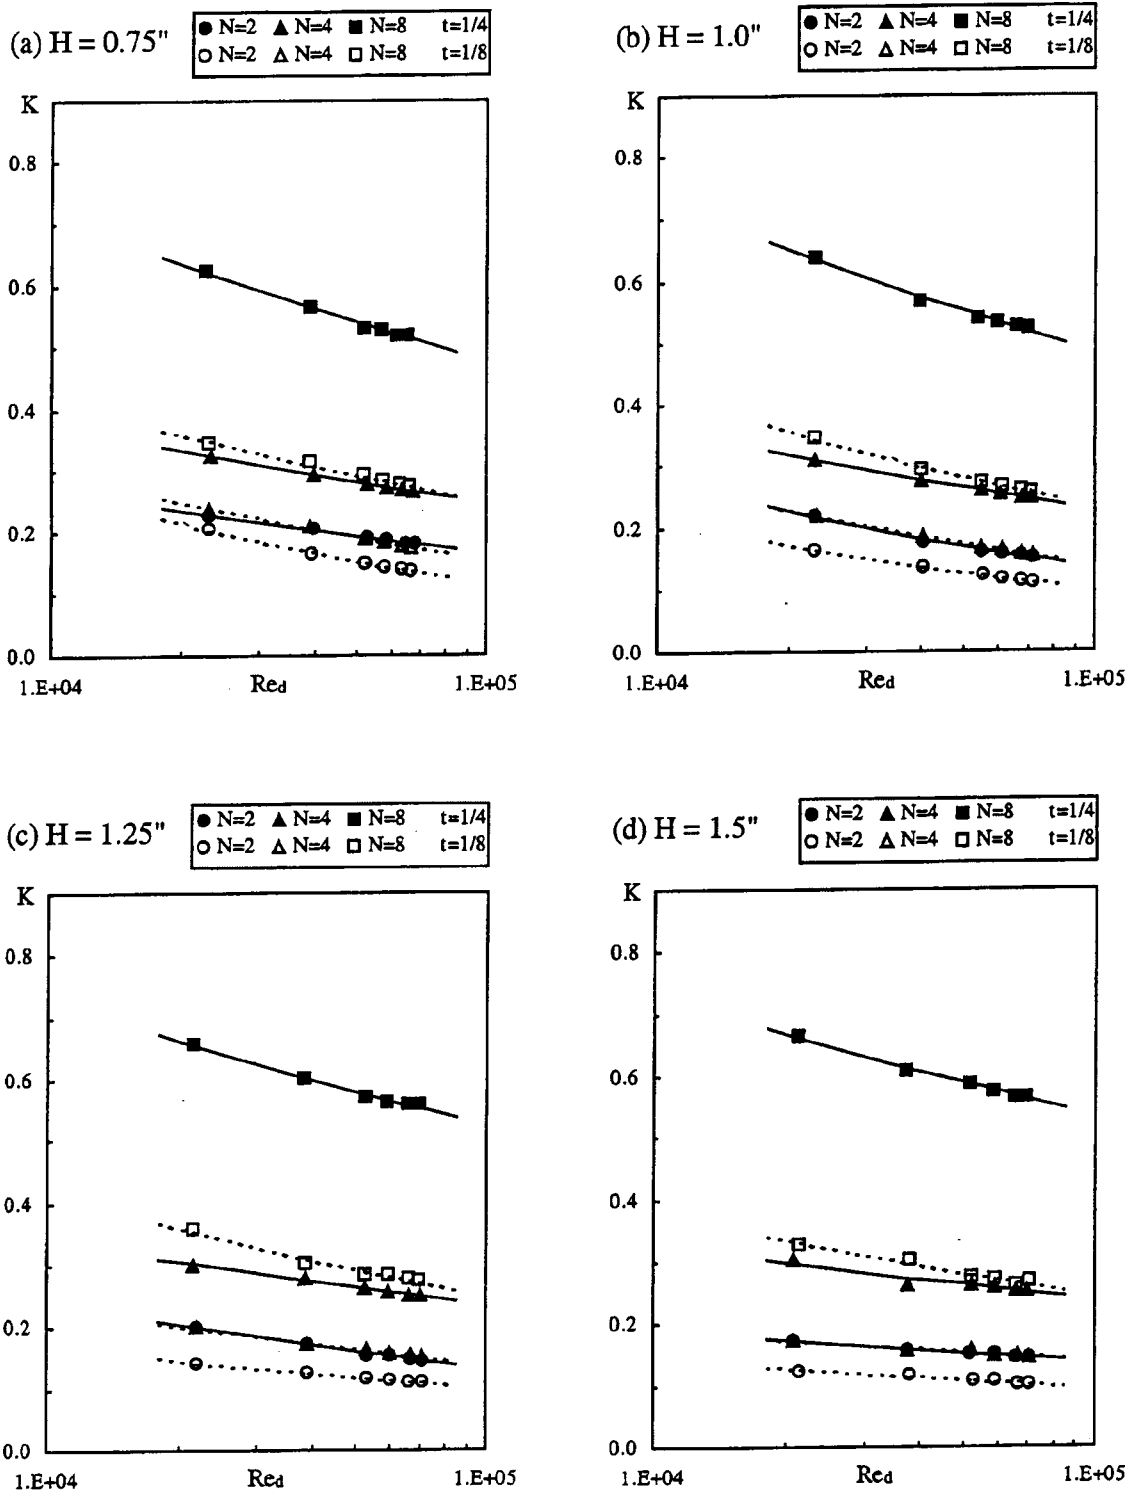 (a) H = 0.75"
● N=2 ▲ N=4 ■ N=8 t=1/4
○ N=2 △ N=4 □ N=8 t=1/8
K
0.8
0.6
0.4
0.2
0.0
1.E+04 Red 1.E+05
(b) H = 1.0"
● N=2 ▲ N=4 ■ N=8 t=1/4
○ N=2 △ N=4 □ N=8 t=1/8
K
0.8
0.6
0.4
0.2
0.0
1.E+04 Red 1.E+05
(c) H = 1.25"
● N=2 ▲ N=4 ■ N=8 t=1/4
○ N=2 △ N=4 □ N=8 t=1/8
K
0.8
0.6
0.4
0.2
0.0
1.E+04 Red 1.E+05
(d) H = 1.5"
● N=2 ▲ N=4 ■ N=8 t=1/4
○ N=2 △ N=4 □ N=8 t=1/8
K
0.8
0.6
0.4
0.2
0.0
1.E+04 Red 1.E+05